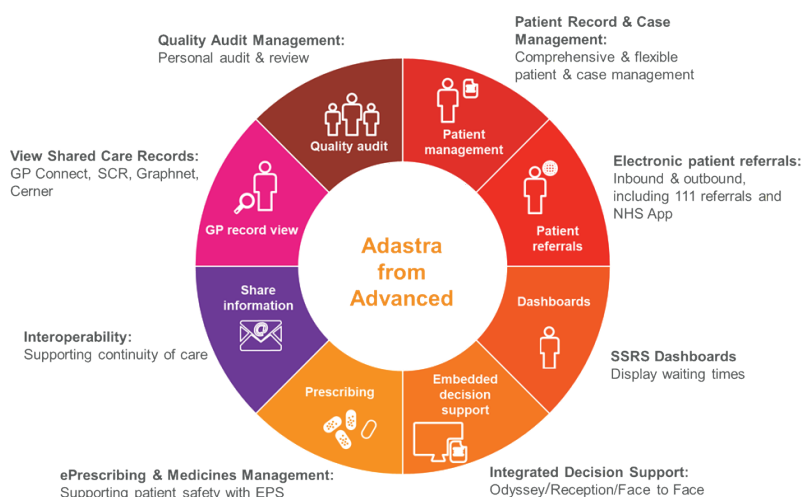 Quality Audit Management:
Personal audit & review
Patient Record & Case
Management:
Comprehensive & flexible
patient & case management
Quality audit
Patient
management
View Shared Care Records:
GP Connect, SCR, Graphnet,
Cerner
GP record view
Electronic patient referrals:
Inbound & outbound,
including 111 referrals and
NHS App
Patient
referrals
Adastra
from
Advanced
Share
information
@
Interoperability:
Supporting continuity of care
Dashboards
SSRS Dashboards
Display waiting times
Prescribing
Embedded
decision
support
ePrescribing & Medicines Management:
Supporting patient safety with EPS
Integrated Decision Support:
Odyssey/Reception/Face to Face